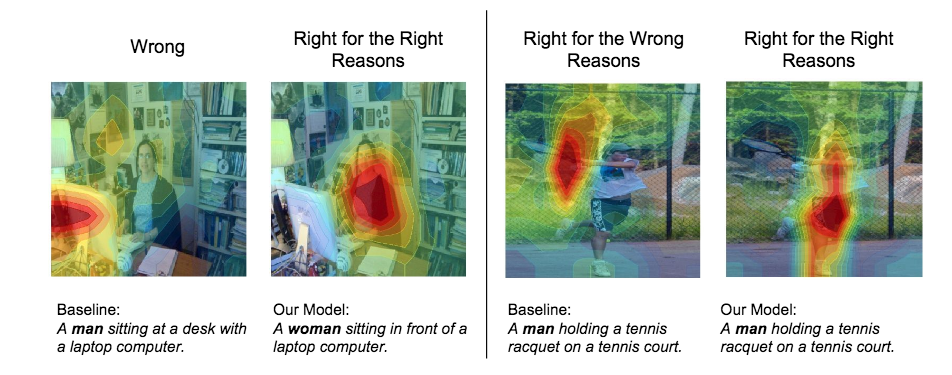 Wrong
Right for the Right
Reasons
Right for the Wrong
Reasons
Right for the Right
Reasons
Baseline:
A man sitting at a desk with
a laptop computer.
Our Model:
A woman sitting in front of a
laptop computer.
Baseline:
A man holding a tennis
racquet on a tennis court.
Our Model:
A man holding a tennis
racquet on a tennis court.